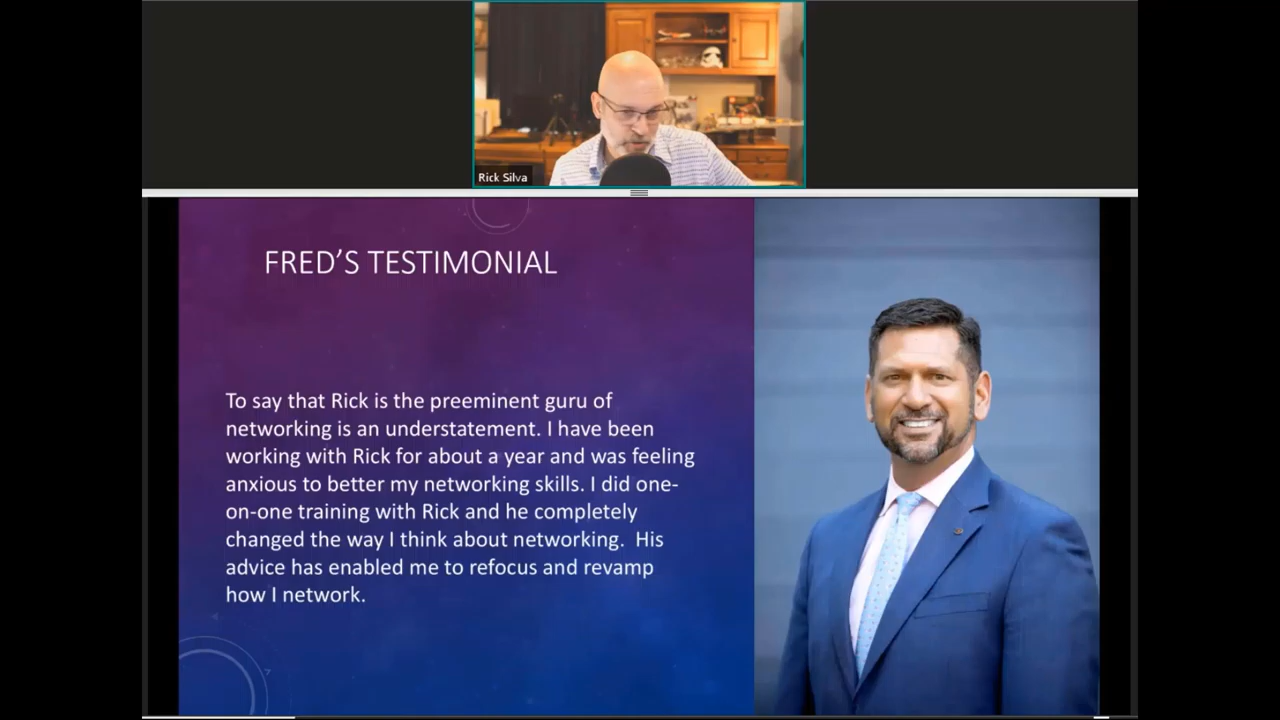 Rick Silva
FRED'S TESTIMONIAL
To say that Rick is the preeminent guru of
networking is an understatement. I have been
working with Rick for about a year and was feeling
anxious to better my networking skills. I did one-
on-one training with Rick and he completely
changed the way I think about networking.  His
advice has enabled me to refocus and revamp
how I network.